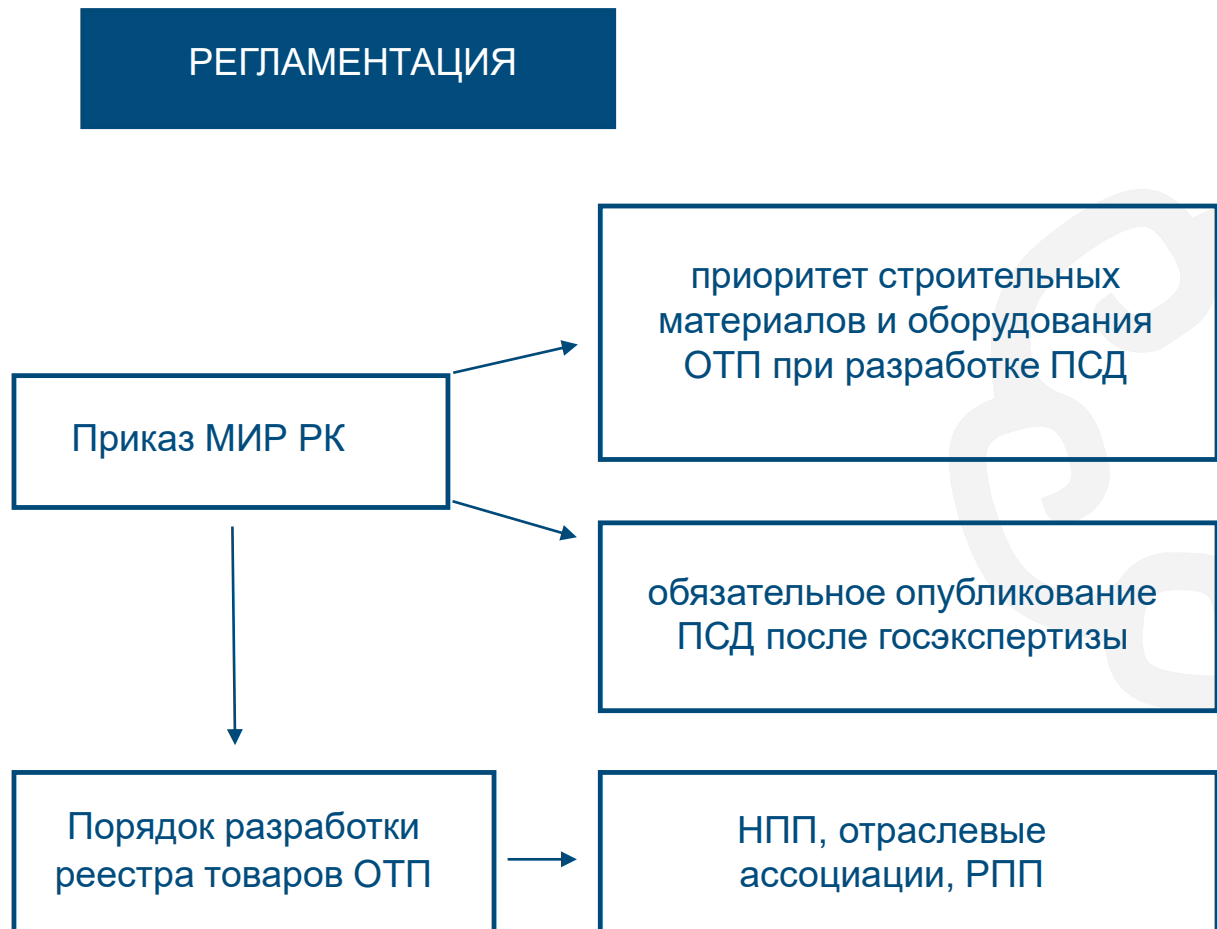 РЕГЛАМЕНТАЦИЯ
приоритет строительных
материалов и оборудования
ОТП при разработке ПСД
Приказ МИР РК
обязательное опубликование
ПСД после госэкспертизы
Порядок разработки
реестра товаров ОТП
НПП, отраслевые
ассоциации, РПП